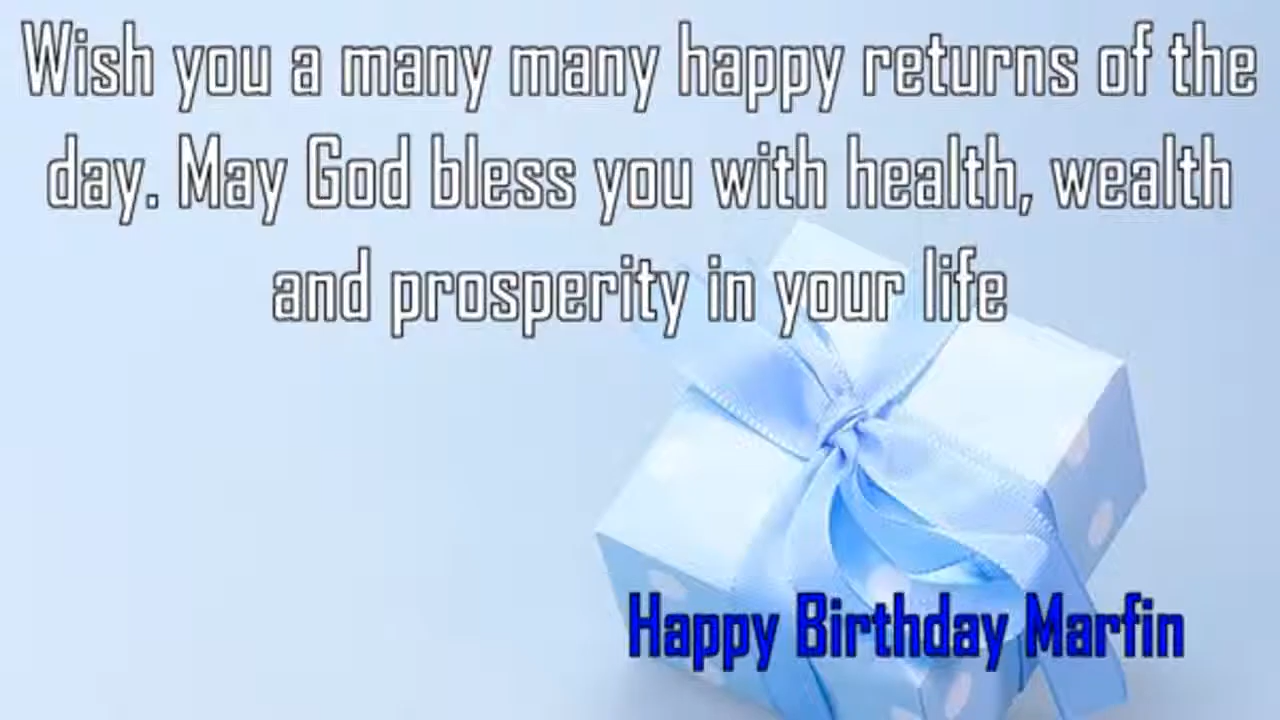 Wish you a many many happy returns of the
day. May God bless you with health, wealth
and prosperity in your life
Happy Birthday Marfin